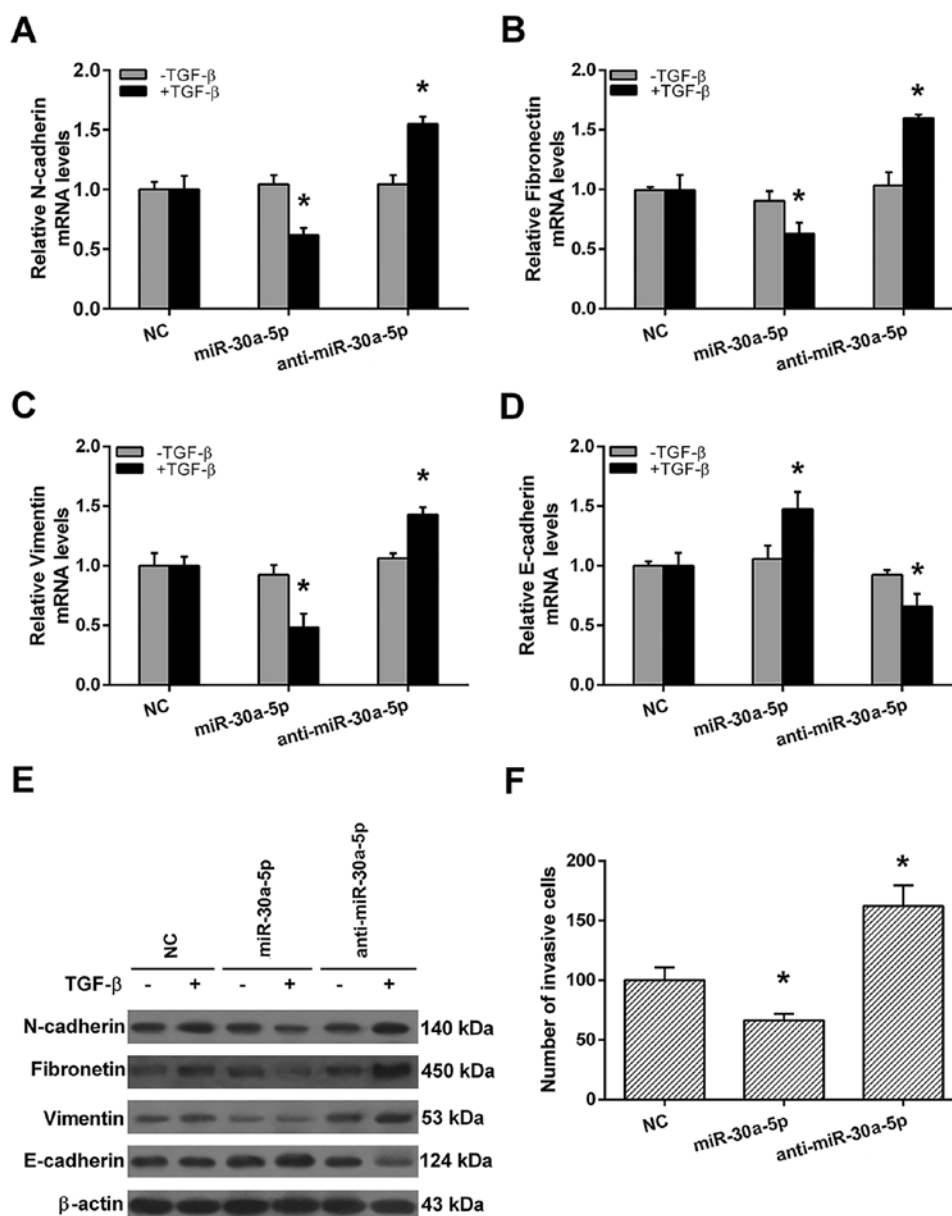 A
Relative N-cadherin
mRNA levels
-TGF-β
+TGF-β
2.0
1.5
1.0
0.5
0.0
*
*
NC
miR-30a-5p
anti-miR-30a-5p
B
Relative Fibronectin
mRNA levels
-TGF-β
+TGF-β
2.0
1.5
1.0
0.5
0.0
*
*
NC
miR-30a-5p
anti-miR-30a-5p
C
Relative Vimentin
mRNA levels
-TGF-β
+TGF-β
2.0
1.5
1.0
0.5
0.0
*
*
NC
miR-30a-5p
anti-miR-30a-5p
D
Relative E-cadherin
mRNA levels
-TGF-β
+TGF-β
2.0
1.5
1.0
0.5
0.0
*
*
NC
miR-30a-5p
anti-miR-30a-5p
E
NC
miR-30a-5p
anti-miR-30a-5p
TGF-β - + - + - +
N-cadherin 140 kDa
Fibronetin 450 kDa
Vimentin 53 kDa
E-cadherin 124 kDa
β-actin 43 kDa
F
Number of invasive cells
200
150
100
50
0
*
*
NC
miR-30a-5p
anti-miR-30a-5p